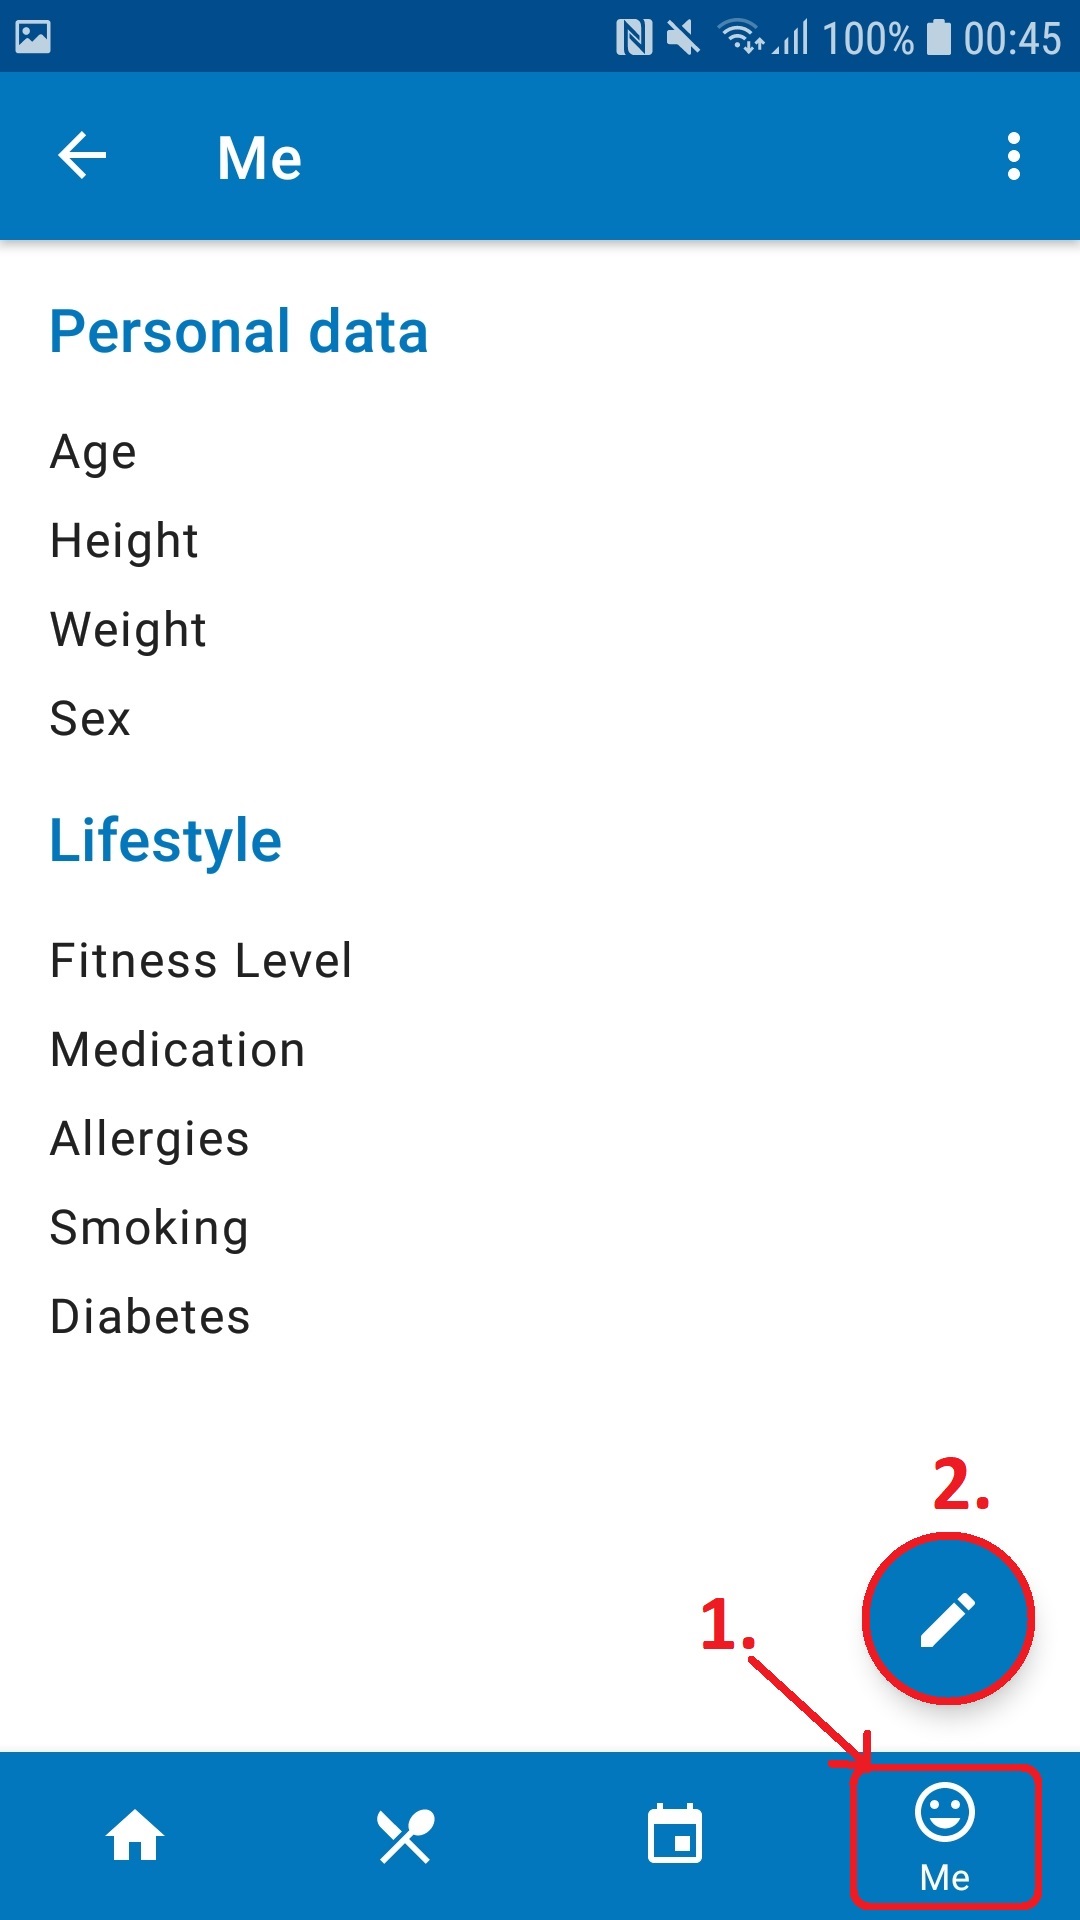 100% 00:45
Me
Personal data
Age
Height
Weight
Sex
Lifestyle
Fitness Level
Medication
Allergies
Smoking
Diabetes
2.
1.
Me